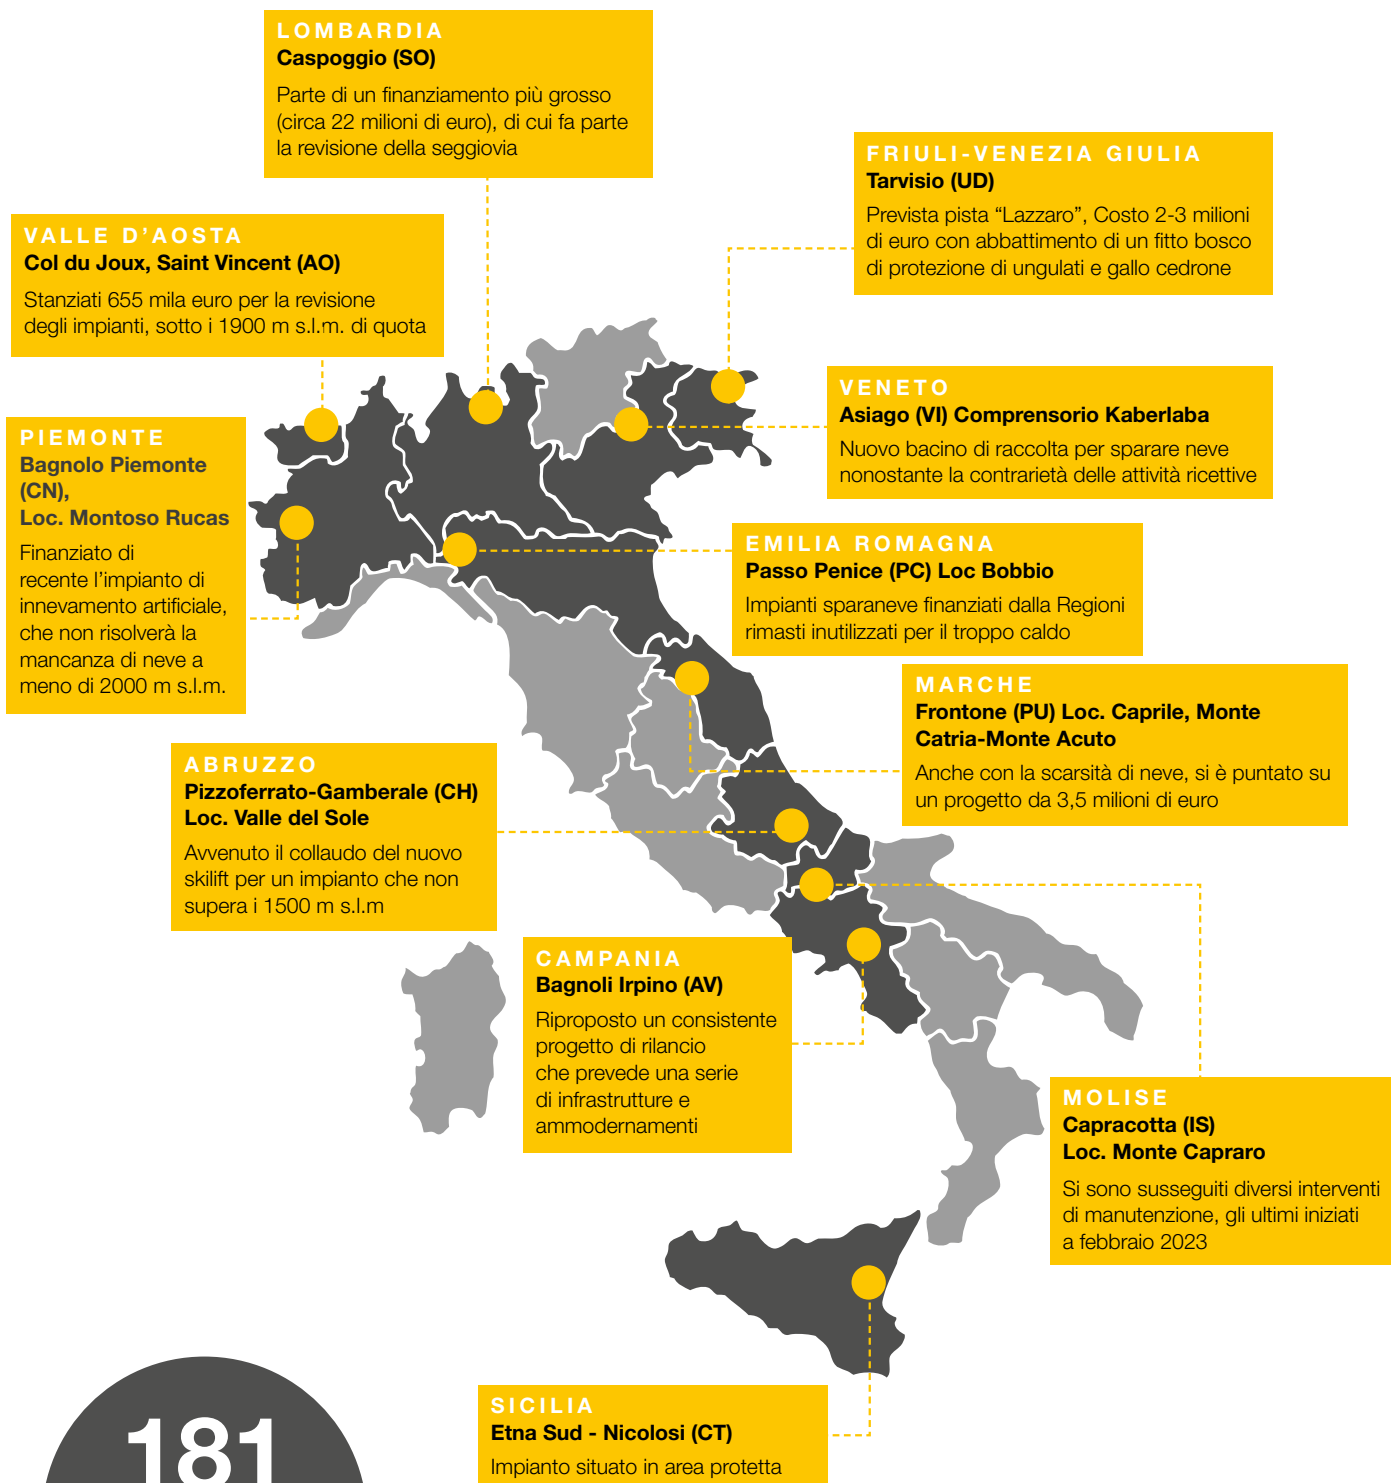 LOMBARDIA
Caspoggio (SO)
Parte di un finanziamento più grosso
(circa 22 milioni di euro), di cui fa parte
la revisione della seggiovia
FRIULI-VENEZIA GIULIA
Tarvisio (UD)
Prevista pista “Lazzaro”, Costo 2-3 milioni
di euro con abbattimento di un fitto bosco
di protezione di ungulati e gallo cedrone
VALLE D’AOSTA
Col du Joux, Saint Vincent (AO)
Stanziati 655 mila euro per la revisione
degli impianti, sotto i 1900 m s.l.m. di quota
VENETO
Asiago (VI) Comprensorio Kaberlaba
Nuovo bacino di raccolta per sparare neve
nonostante la contrarietà delle attività ricettive
PIEMONTE
Bagnolo Piemonte
(CN),
Loc. Montoso Rucas
Finanziato di
recente l’impianto di
innevamento artificiale,
che non risolverà la
mancanza di neve a
meno di 2000 m s.l.m.
EMILIA ROMAGNA
Passo Penice (PC) Loc Bobbio
Impianti sparaneve finanziati dalla Regioni
rimasti inutilizzati per il troppo caldo
MARCHE
Frontone (PU) Loc. Caprile, Monte
Catria-Monte Acuto
Anche con la scarsità di neve, si è puntato su
un progetto da 3,5 milioni di euro
ABRUZZO
Pizzoferrato-Gamberale (CH)
Loc. Valle del Sole
Avvenuto il collaudo del nuovo
skilift per un impianto che non
supera i 1500 m s.l.m
CAMPANIA
Bagnoli Irpino (AV)
Riproposto un consistente
progetto di rilancio
che prevede una serie
di infrastrutture e
ammodernamenti
MOLISE
Capracotta (IS)
Loc. Monte Capraro
Si sono susseguiti diversi interventi
di manutenzione, gli ultimi iniziati
a febbraio 2023
SICILIA
Etna Sud - Nicolosi (CT)
Impianto situato in area protetta
181